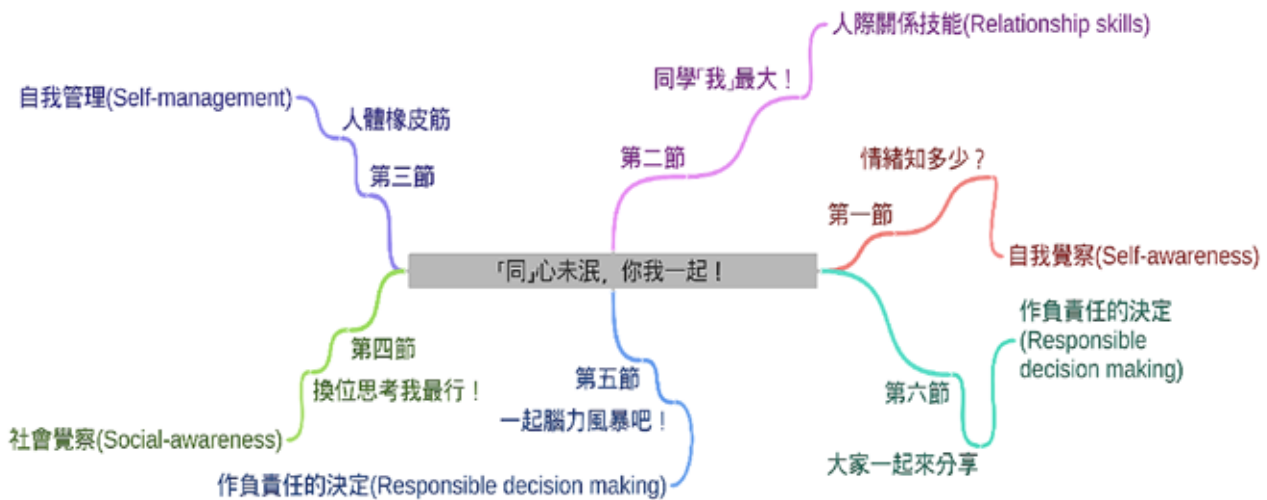 「同」心未泯，你我一起！
第一節
情緒知多少？
自我覺察(Self-awareness)
第二節
同學「我」最大！
人際關係技能(Relationship skills)
第三節
人體橡皮筋
自我管理(Self-management)
第四節
換位思考我最行！
社會覺察(Social-awareness)
第五節
一起腦力風暴吧！
作負責任的決定(Responsible decision making)
第六節
大家一起來分享
作負責任的決定
(Responsible
decision making)